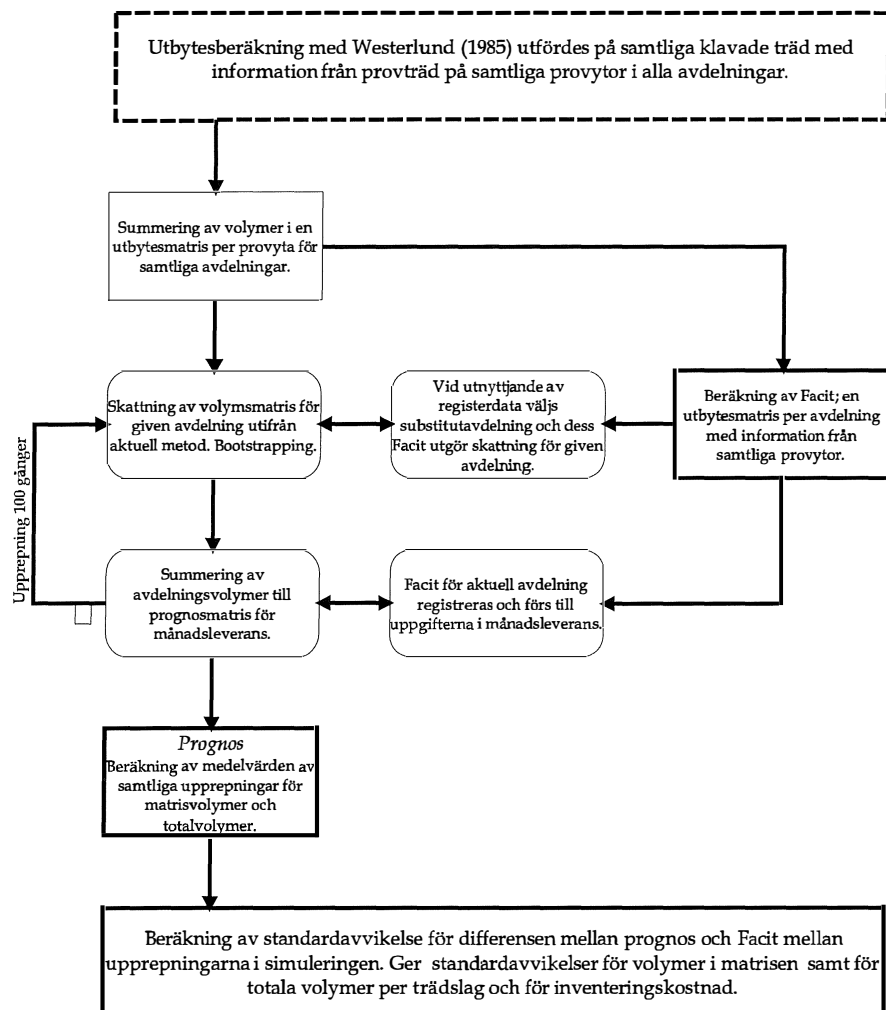 Utbytesberäkning med Westerlund (1985) utfördes på samtliga klavade träd med
information från provträd på samtliga provytor i alla avdelningar.
Summering av volymer i en
utbytesmatris per provyta för
samtliga avdelningar.
Skattning av volymsmatris för
given avdelning utifrån
aktuell metod. Bootstrapping.
Vid utnyttjande av
registerdata väljs
substitutavdelning och dess
Facit utgör skattning för given
avdelning.
Beräkning av Facit; en
utbytesmatris per avdelning
med information från
samtliga provytor.
Upprepning 100 gånger
Summering av
avdelningsvolymer till
prognosmatris för
månadsleverans.
Facit för aktuell avdelning
registreras och förs till
uppgifterna i månadsleverans.
Prognos
Beräkning av medelvärden av
samtliga upprepningar för
matrisvolymer och
totalvolymer.
Beräkning av standardavvikelse för differensen mellan prognos och Facit mellan
upprepningarna i simuleringen. Ger standardavvikelser för volymer i matrisen samt för
totala volymer per trädslag och för inventeringskostnad.